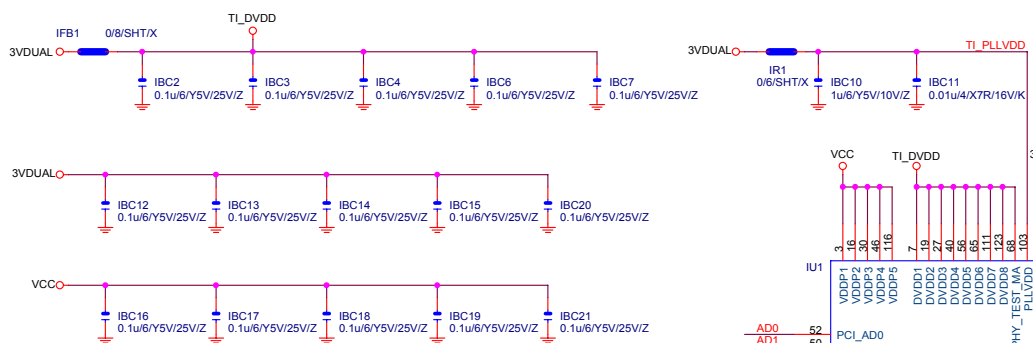 IFB1 0/8/SHT/X
TI_DVDD
3VDUAL
IBC2
0.1u/6/Y5V/25V/Z
IBC3
0.1u/6/Y5V/25V/Z
IBC4
0.1u/6/Y5V/25V/Z
IBC6
0.1u/6/Y5V/25V/Z
IBC7
0.1u/6/Y5V/25V/Z
3VDUAL
TI_PLLVDD
IR1
0/6/SHT/X
IBC10
1u/6/Y5V/10V/Z
IBC11
0.01u/4/X7R/16V/K
3VDUAL
IBC12
0.1u/6/Y5V/25V/Z
IBC13
0.1u/6/Y5V/25V/Z
IBC14
0.1u/6/Y5V/25V/Z
IBC15
0.1u/6/Y5V/25V/Z
IBC20
0.1u/6/Y5V/25V/Z
VCC
IBC16
0.1u/6/Y5V/25V/Z
IBC17
0.1u/6/Y5V/25V/Z
IBC18
0.1u/6/Y5V/25V/Z
IBC19
0.1u/6/Y5V/25V/Z
IBC21
0.1u/6/Y5V/25V/Z
VCC
TI_DVDD
3
16
30
46
116
7
19
27
40
56
65
111
123
68
103
IU1
VDDP1
VDDP2
VDDP3
VDDP4
VDDP5
DVDD1
DVDD2
DVDD3
DVDD4
DVDD5
DVDD6
DVDD7
DVDD8
PHY_TEST_MA
PLLVDD
AD0 52 PCI_AD0
AD1